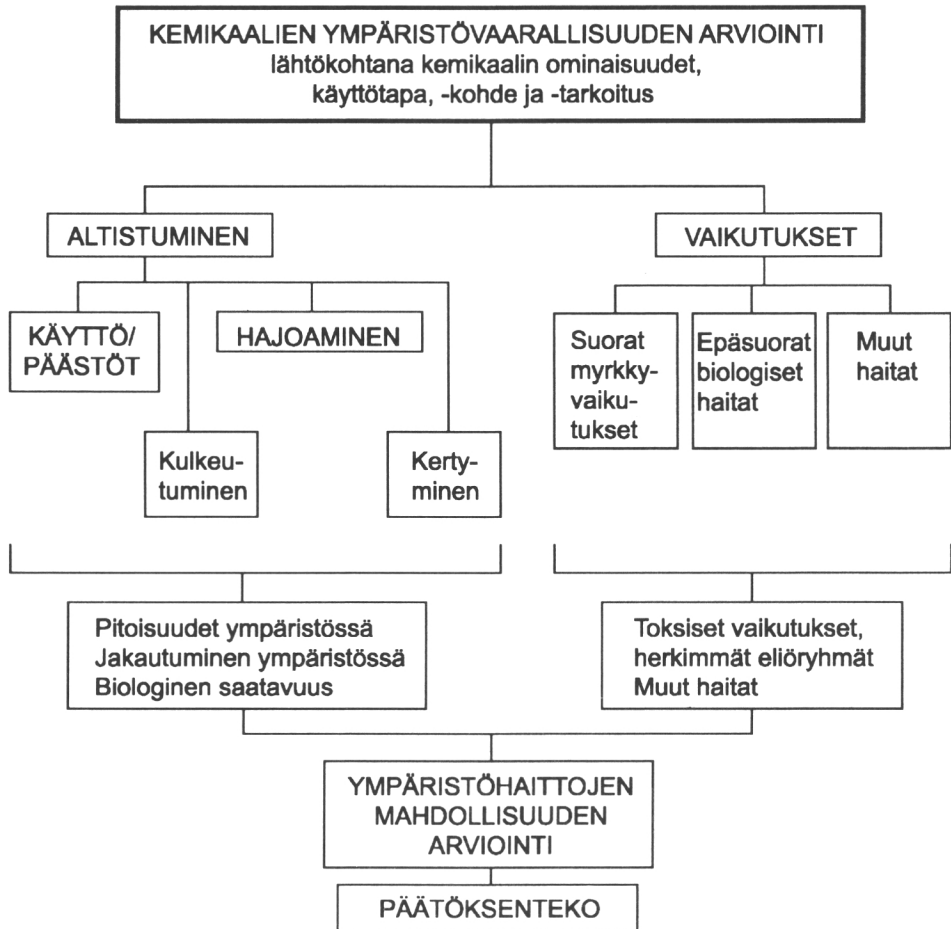 KEMIKAALIEN YMPÄRISTÖVAARALLISUUDEN ARVIOINTI
lähtökohtana kemikaalin ominaisuudet,
käyttötapa, -kohde ja -tarkoitus
ALTISTUMINEN
VAIKUTUKSET
KÄYTTÖ/
PÄÄSTÖT
HAJOAMINEN
Kulkeu-
tuminen
Kerty-
minen
Suorat
myrkky-
vaiku-
tukset
Epäsuorat
biologiset
haitat
Muut
haitat
Pitoisuudet ympäristössä
Jakautuminen ympäristössä
Biologinen saatavuus
Toksiset vaikutukset,
herkimmät eliöryhmät
Muut haitat
YMPÄRISTÖHAITTOJEN
MAHDOLLISUUDEN
ARVIOINTI
PÄÄTÖKSENTEKO